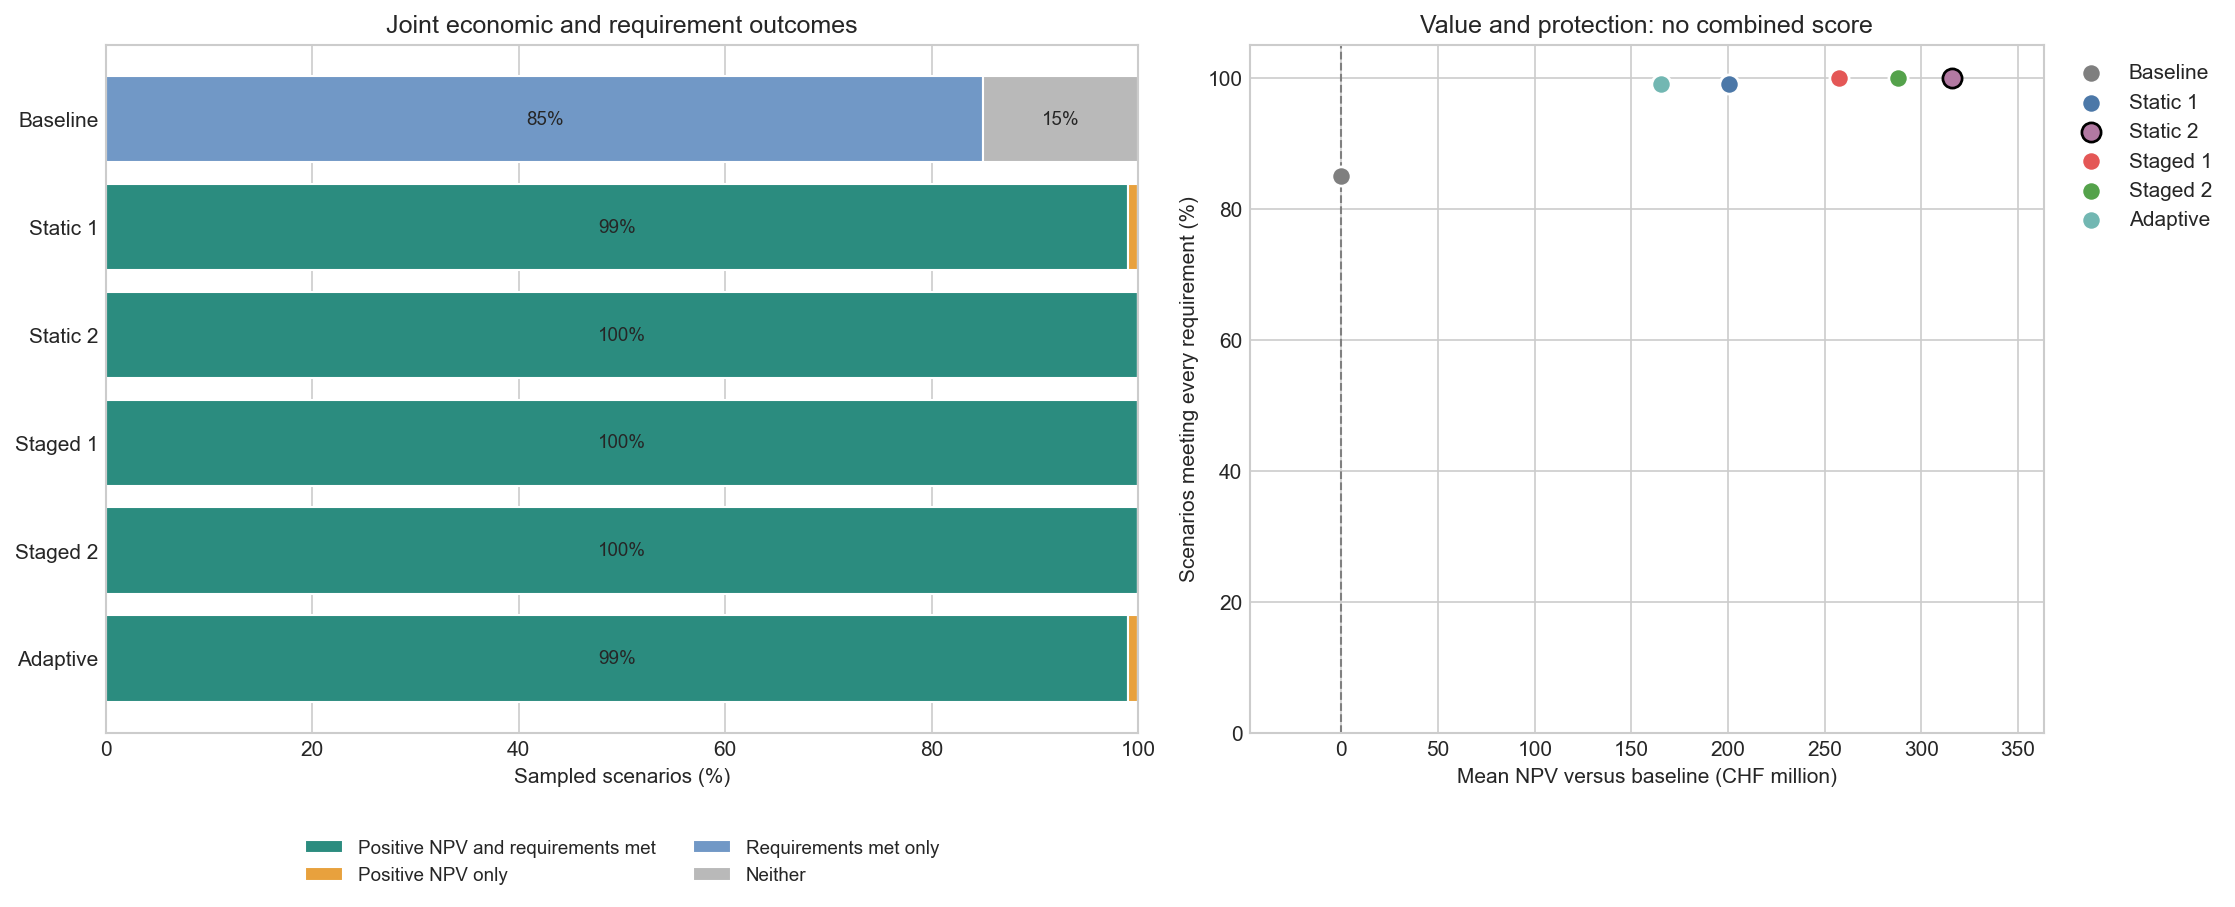 Joint economic and requirement outcomes
Baseline
85%
15%
Static 1
99%
Static 2
100%
Staged 1
100%
Staged 2
100%
Adaptive
99%
0 20 40 60 80 100
Sampled scenarios (%)
Positive NPV and requirements met
Positive NPV only
Requirements met only
Neither
Value and protection: no combined score
Scenarios meeting every requirement (%)
100
80
60
40
20
0
0 50 100 150 200 250 300 350
Mean NPV versus baseline (CHF million)
Baseline
Static 1
Static 2
Staged 1
Staged 2
Adaptive